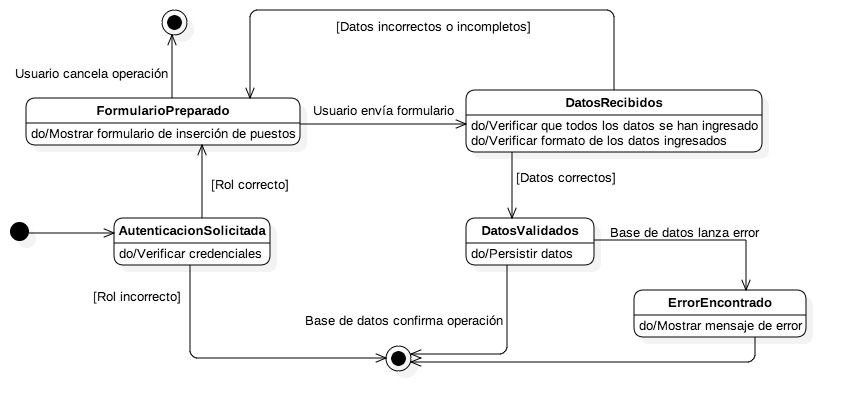 [Datos incorrectos o incompletos]
Usuario cancela operación
FormularioPreparado
do/Mostrar formulario de inserción de puestos
Usuario envía formulario
DatosRecibidos
do/Verificar que todos los datos se han ingresado
do/Verificar formato de los datos ingresados
[Rol correcto]
[Datos correctos]
AutenticacionSolicitada
do/Verificar credenciales
DatosValidados
do/Persistir datos
Base de datos lanza error
[Rol incorrecto]
Base de datos confirma operación
ErrorEncontrado
do/Mostrar mensaje de error